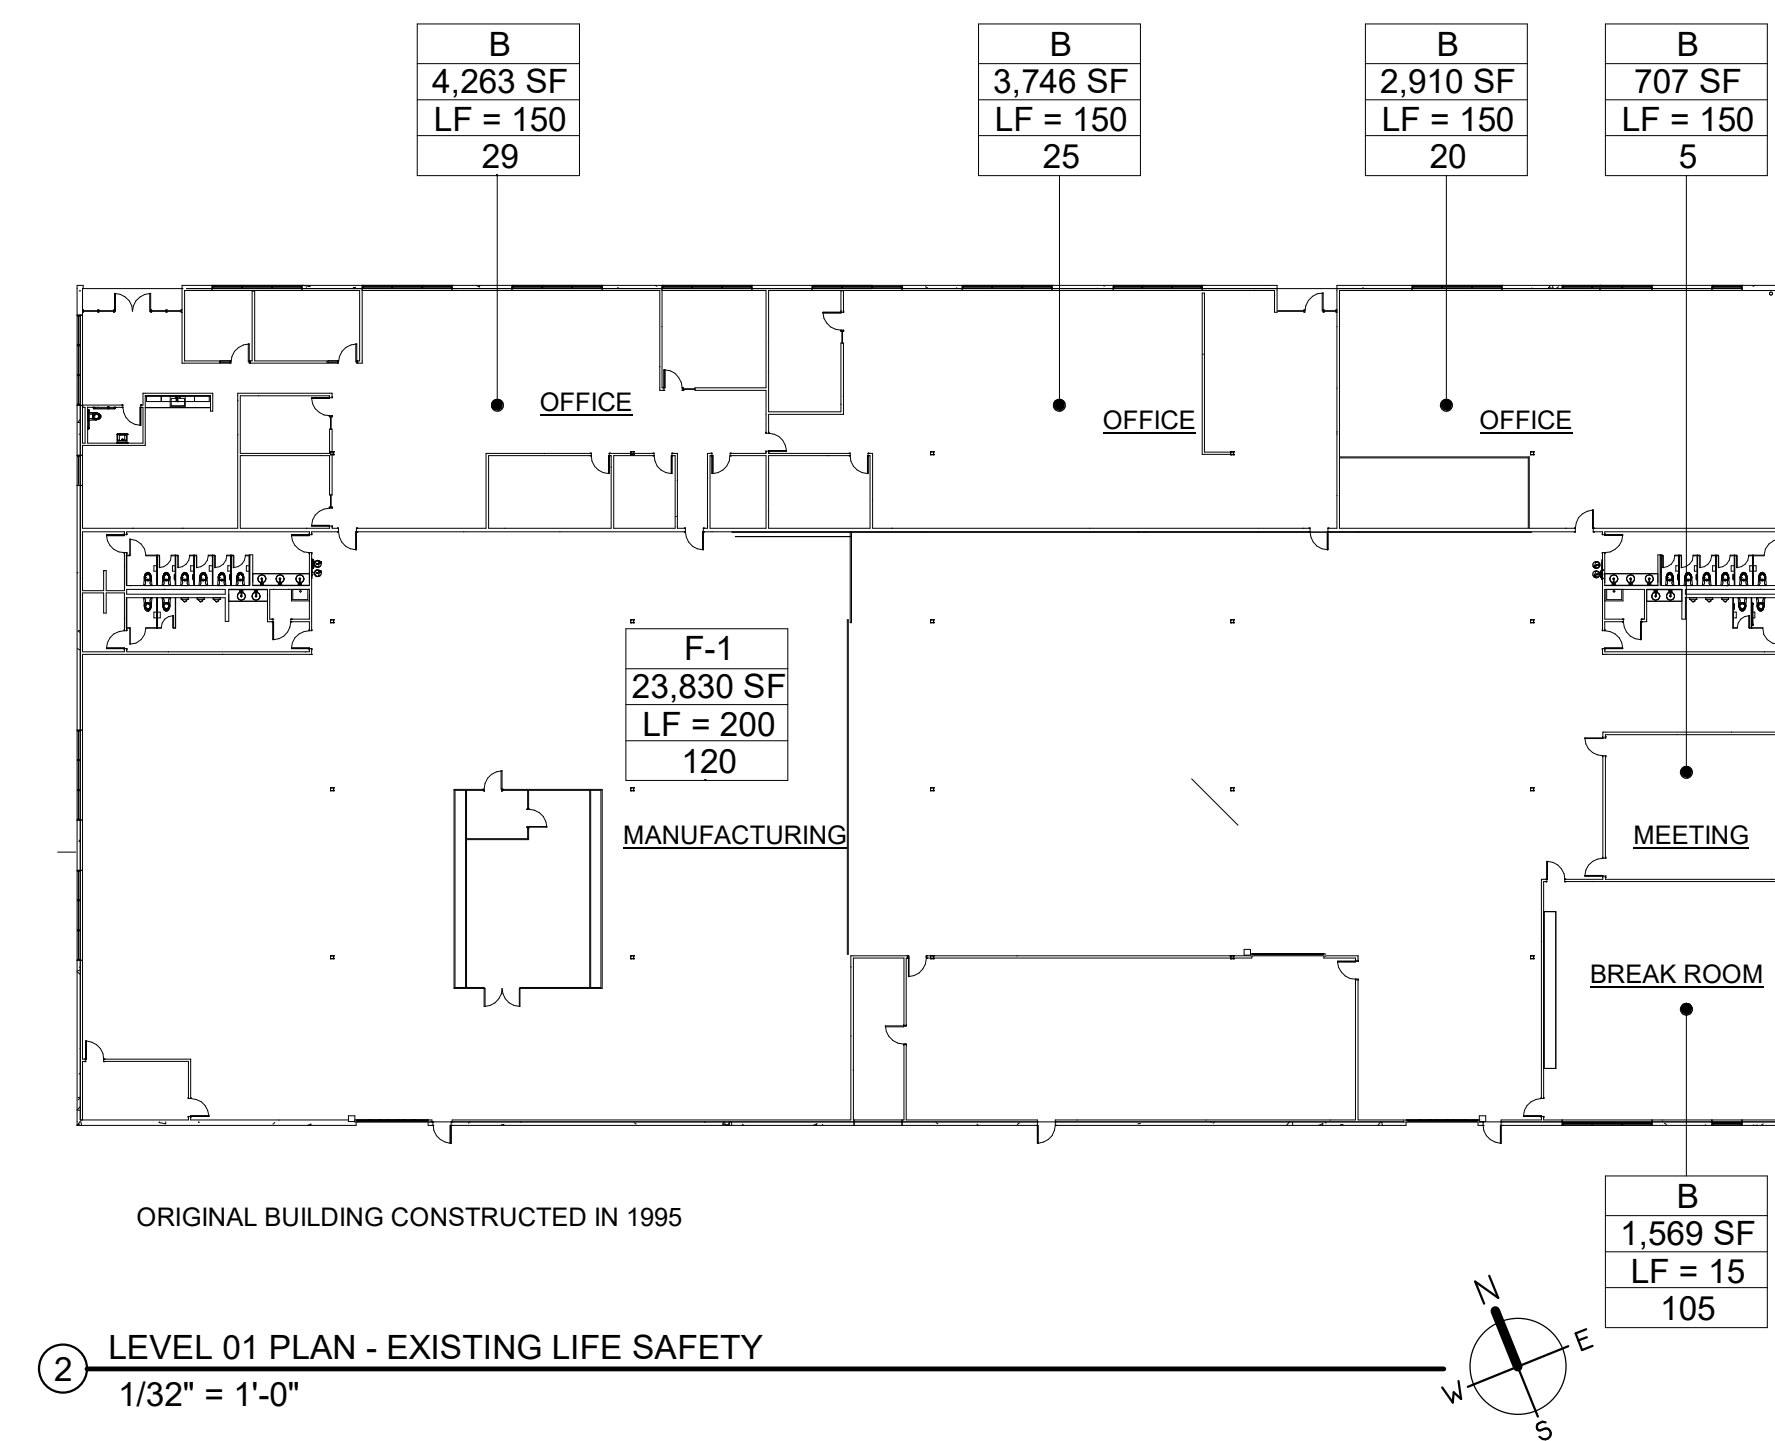 B
4,263 SF
LF = 150
29
B
3,746 SF
LF = 150
25
B
2,910 SF
LF = 150
20
B
707 SF
LF = 150
5
OFFICE
OFFICE
OFFICE
F-1
23,830 SF
LF = 200
120
MANUFACTURING
MEETING
BREAK ROOM
B
1,569 SF
LF = 15
105
ORIGINAL BUILDING CONSTRUCTED IN 1995
2
LEVEL 01 PLAN - EXISTING LIFE SAFETY
1/32" = 1'-0"
N
E
W
S